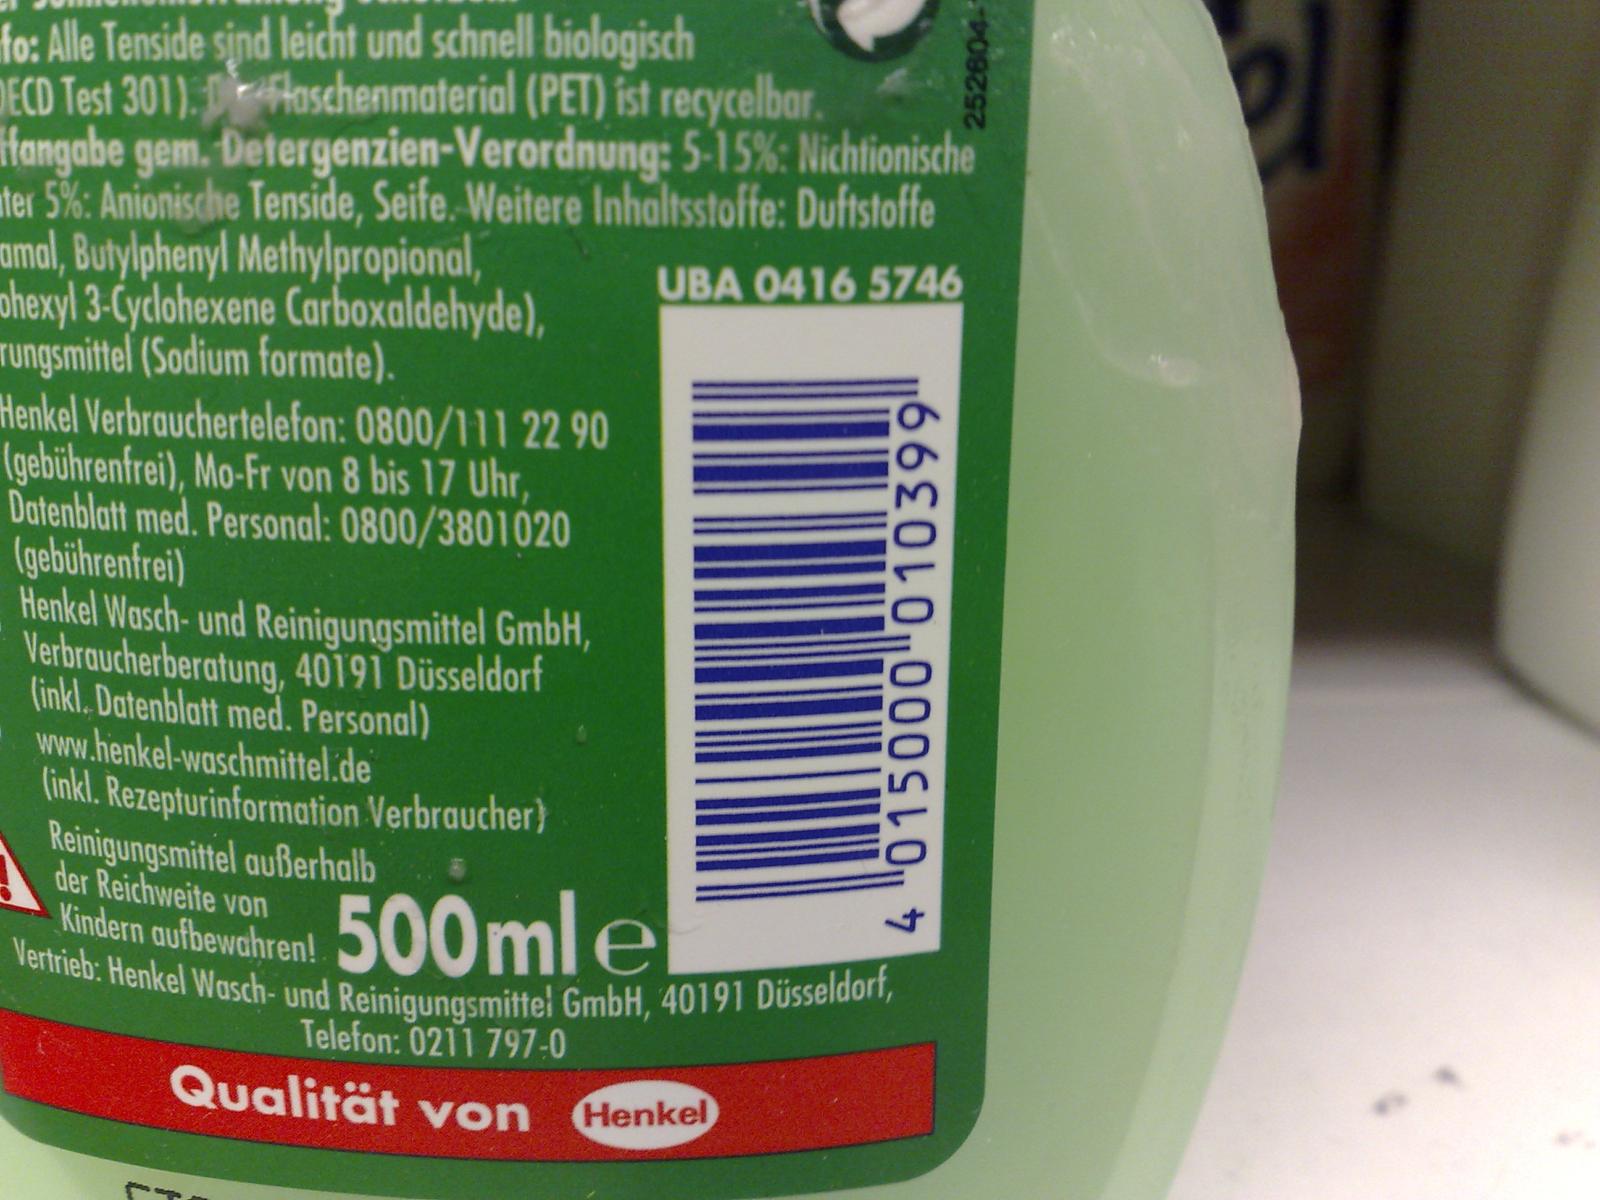 fo: Alle Tenside sind leicht und schnell biologisch
OECD Test 301). Flaschenmaterial (PET) ist recycelbar.
ffangabe gem. Detergenzien-Verordnung: 5-15%: Nichtionische
ter 5%: Anionische Tenside, Seife. Weitere Inhaltsstoffe: Duftstoffe
amal, Butylphenyl Methylpropional,
ohexyl 3-Cyclohexene Carboxaldehyde),
rungsmittel (Sodium formate).
252604-
UBA 0416 5746
4 015000 010399
Henkel Verbrauchertelefon: 0800/111 22 90
(gebührenfrei), Mo-Fr von 8 bis 17 Uhr,
Datenblatt med. Personal: 0800/3801020
(gebührenfrei)
Henkel Wasch- und Reinigungsmittel GmbH,
Verbraucherberatung, 40191 Düsseldorf
(inkl. Datenblatt med. Personal)
www.henkel-waschmittel.de
(inkl. Rezepturinformation Verbraucher)
Reinigungsmittel außerhalb
der Reichweite von
Kindern aufbewahren!
500 ml e
Vertrieb: Henkel Wasch- und Reinigungsmittel GmbH, 40191 Düsseldorf,
Telefon: 0211 797-0
Qualität von Henkel